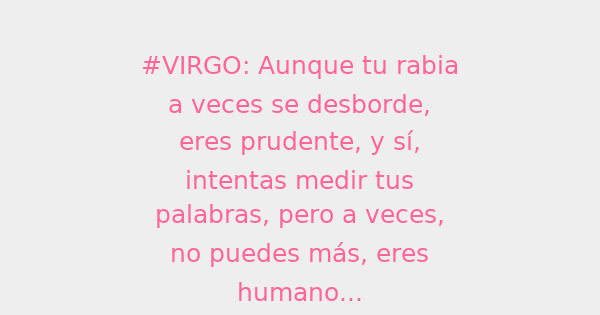 #VIRGO: Aunque tu rabia
a veces se desborde,
eres prudente, y sí,
intentas medir tus
palabras, pero a veces,
no puedes más, eres
humano...